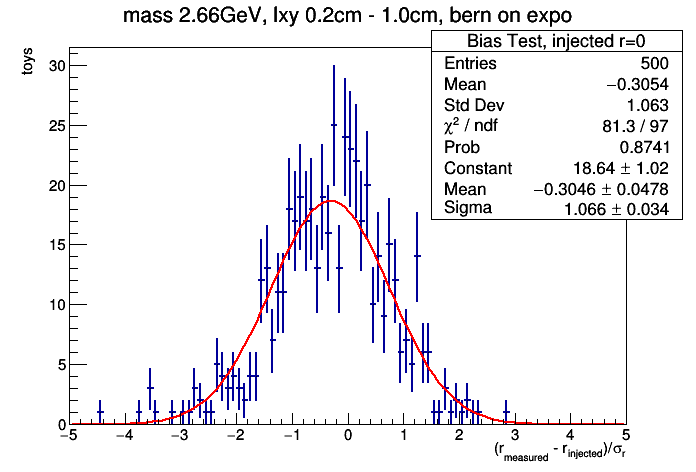 mass 2.66GeV, lxy 0.2cm - 1.0cm, bern on expo
Bias Test, injected r=0
Entries 500
Mean −0.3054
Std Dev 1.063
χ² / ndf 81.3 / 97
Prob 0.8741
Constant 18.64 ± 1.02
Mean −0.3046 ± 0.0478
Sigma 1.066 ± 0.034
toys
30
25
20
15
10
5
0
−5 −4 −3 −2 −1 0 1 2 3 4 5
(r_measured - r_injected)/σ_r